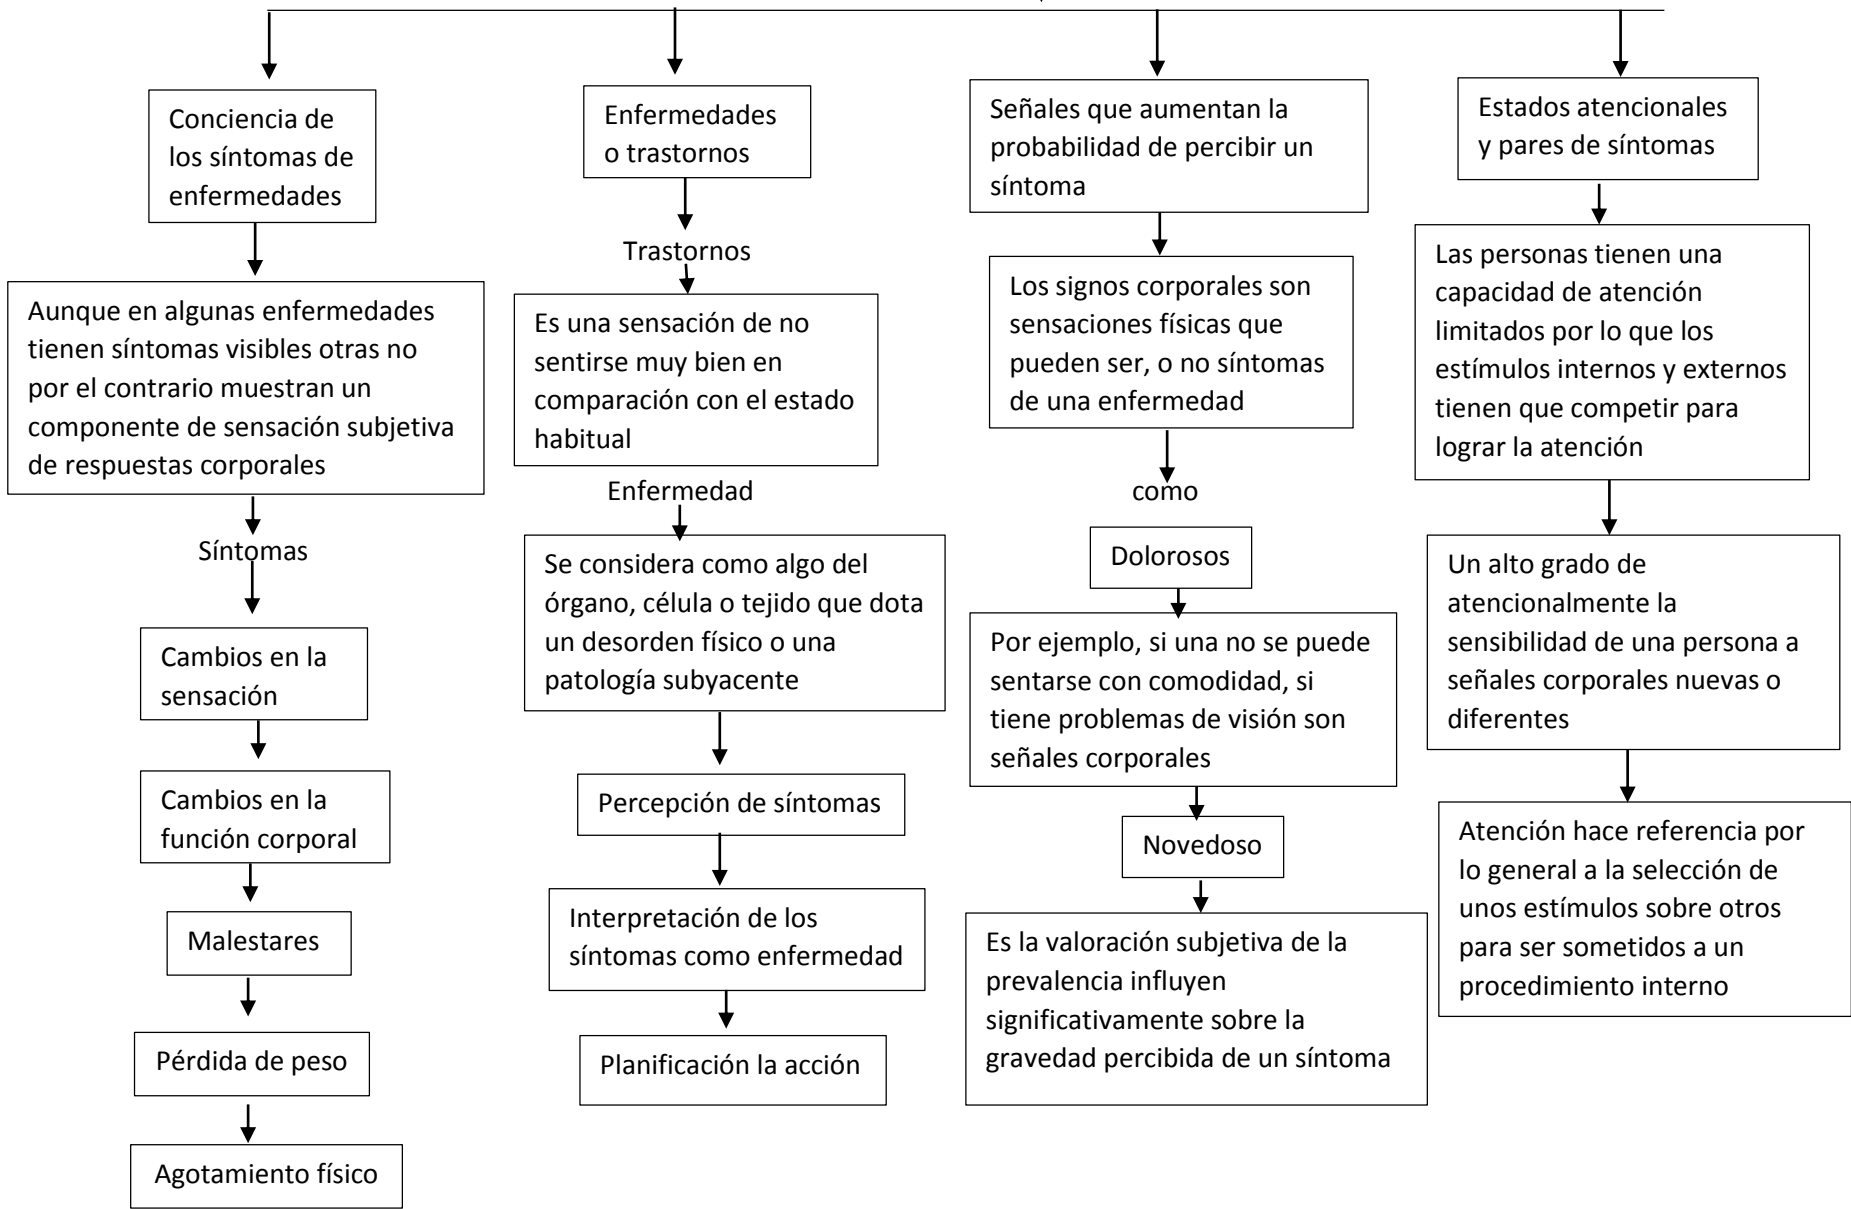 Conciencia de
los síntomas de
enfermedades
Aunque en algunas enfermedades
tienen síntomas visibles otras no
por el contrario muestran un
componente de sensación subjetiva
de respuestas corporales
Síntomas
Cambios en la
sensación
Cambios en la
función corporal
Malestares
Pérdida de peso
Agotamiento físico
Enfermedades
o trastornos
Trastornos
Es una sensación de no
sentirse muy bien en
comparación con el estado
habitual
Enfermedad
Se considera como algo del
órgano, célula o tejido que dota
un desorden físico o una
patología subyacente
Percepción de síntomas
Interpretación de los
síntomas como enfermedad
Planificación la acción
Señales que aumentan la
probabilidad de percibir un
síntoma
Los signos corporales son
sensaciones físicas que
pueden ser, o no síntomas
de una enfermedad
como
Dolorosos
Por ejemplo, si una no se puede
sentarse con comodidad, si
tiene problemas de visión son
señales corporales
Novedoso
Es la valoración subjetiva de la
prevalencia influyen
significativamente sobre la
gravedad percibida de un síntoma
Estados atencionales
y pares de síntomas
Las personas tienen una
capacidad de atención
limitados por lo que los
estímulos internos y externos
tienen que competir para
lograr la atención
Un alto grado de
atencionalmente la
sensibilidad de una persona a
señales corporales nuevas o
diferentes
Atención hace referencia por
lo general a la selección de
unos estímulos sobre otros
para ser sometidos a un
procedimiento interno